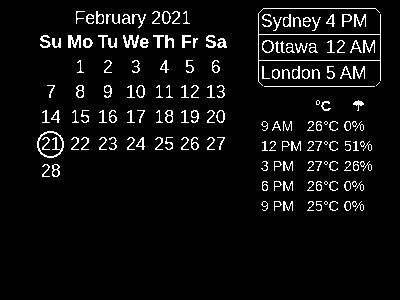 February 2021
Su Mo Tu We Th Fr Sa
1 2 3 4 5 6
7 8 9 10 11 12 13
14 15 16 17 18 19 20
21 22 23 24 25 26 27
28
Sydney 4 PM
Ottawa 12 AM
London 5 AM
°C ☂
9 AM 26°C 0%
12 PM 27°C 51%
3 PM 27°C 26%
6 PM 26°C 0%
9 PM 25°C 0%